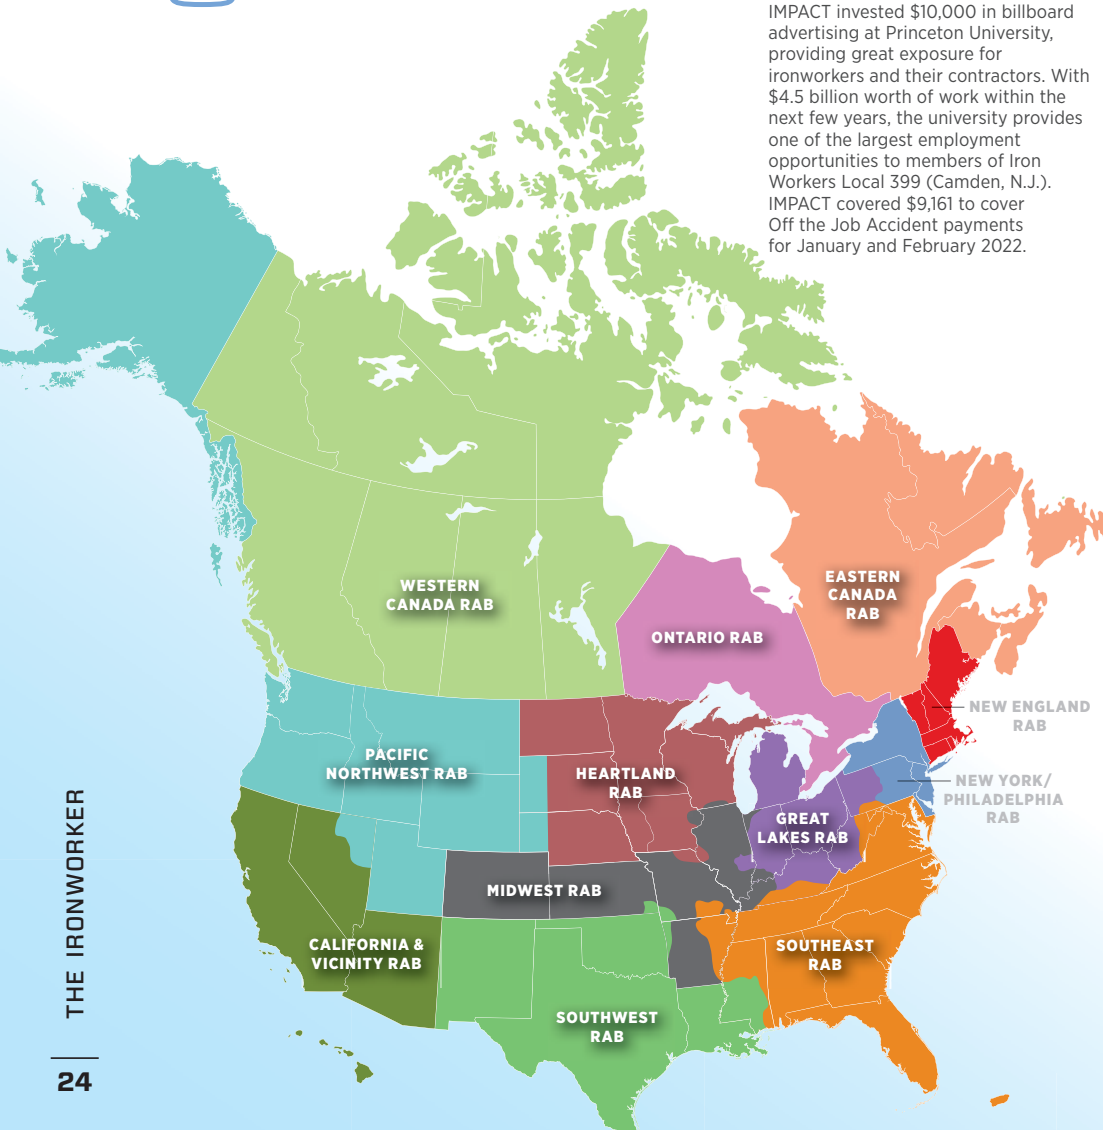 IMPACT invested $10,000 in billboard
advertising at Princeton University,
providing great exposure for
ironworkers and their contractors. With
$4.5 billion worth of work within the
next few years, the university provides
one of the largest employment
opportunities to members of Iron
Workers Local 399 (Camden, N.J.).
IMPACT covered $9,161 to cover
Off the Job Accident payments
for January and February 2022.
WESTERN
CANADA RAB
EASTERN
CANADA
RAB
ONTARIO RAB
NEW ENGLAND
RAB
PACIFIC
NORTHWEST RAB
HEARTLAND
RAB
NEW YORK/
PHILADELPHIA
RAB
GREAT
LAKES RAB
MIDWEST RAB
CALIFORNIA &
VICINITY RAB
SOUTHEAST
RAB
SOUTHWEST
RAB
THE IRONWORKER
24